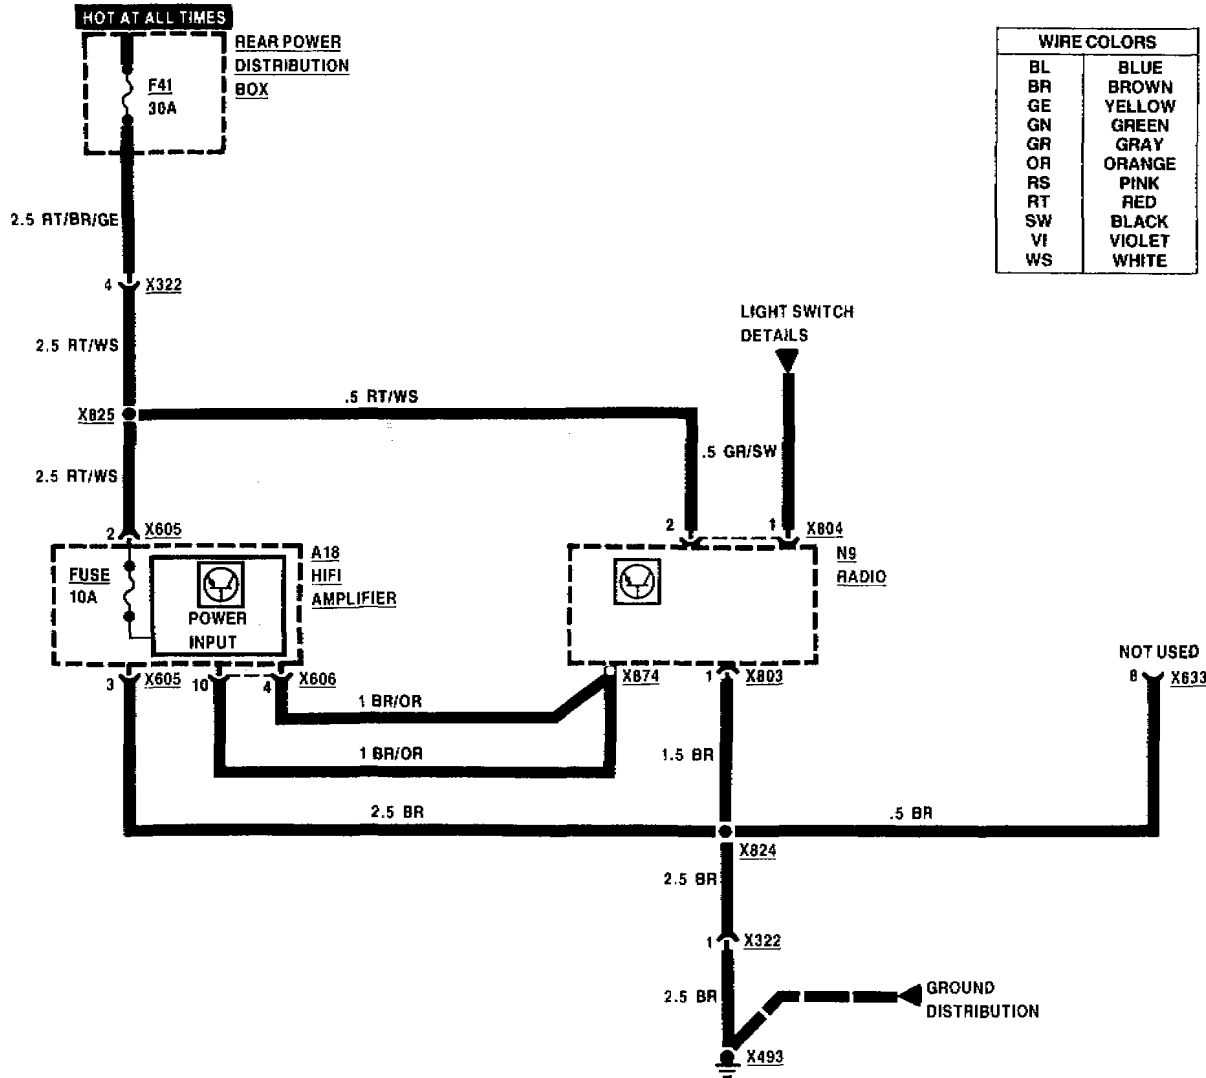 HOT AT ALL TIMES
REAR POWER
DISTRIBUTION
BOX
F41
30A
WIRE COLORS
BL BLUE
BR BROWN
GE YELLOW
GN GREEN
GR GRAY
OR ORANGE
RS PINK
RT RED
SW BLACK
VI VIOLET
WS WHITE
2.5 RT/BR/GE
4 X322
2.5 RT/WS
LIGHT SWITCH
DETAILS
.5 RT/WS
X825
.5 GR/SW
2.5 RT/WS
2 X605
2 1 X804
FUSE
10A
POWER
INPUT
A18
HIFI
AMPLIFIER
N9
RADIO
3 X605 10 4 X606
X874
1 X803
NOT USED
8 X633
1 BR/OR
1 BR/OR
1.5 BR
2.5 BR
.5 BR
X824
2.5 BR
1 X322
2.5 BR
GROUND
DISTRIBUTION
X493